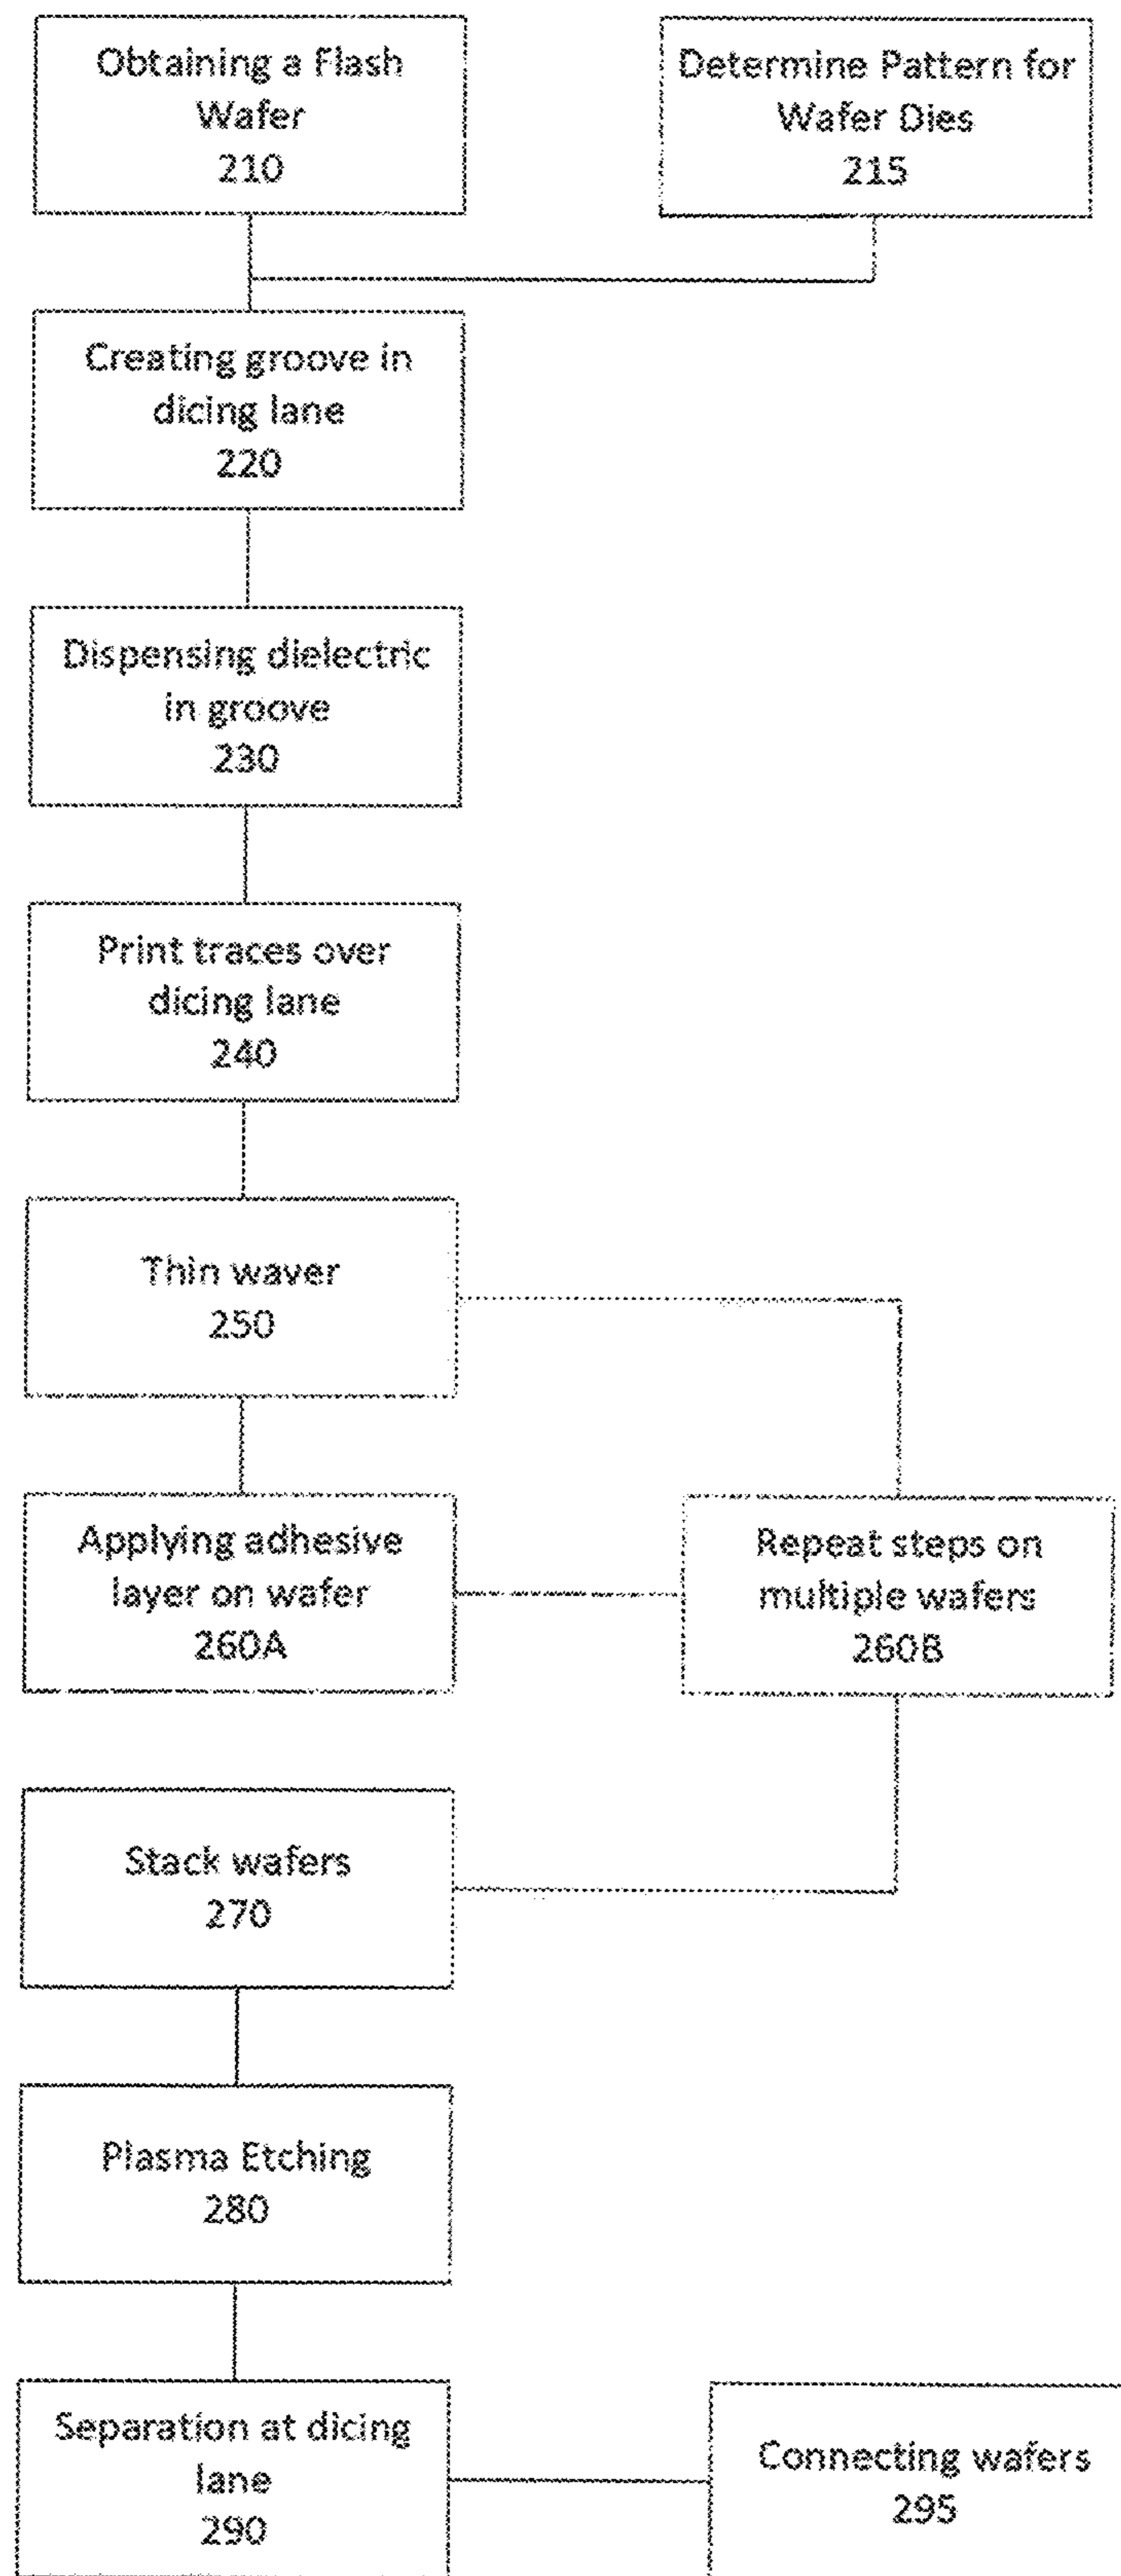 Obtaining a Flash
Wafer
210
Determine Pattern for
Wafer Dies
215
Creating groove in
dicing lane
220
Dispensing dielectric
in groove
230
Print traces over
dicing lane
240
Thin waver
250
Applying adhesive
layer on wafer
260A
Repeat steps on
multiple wafers
260B
Stack wafers
270
Plasma Etching
280
Separation at dicing
lane
290
Connecting wafers
295